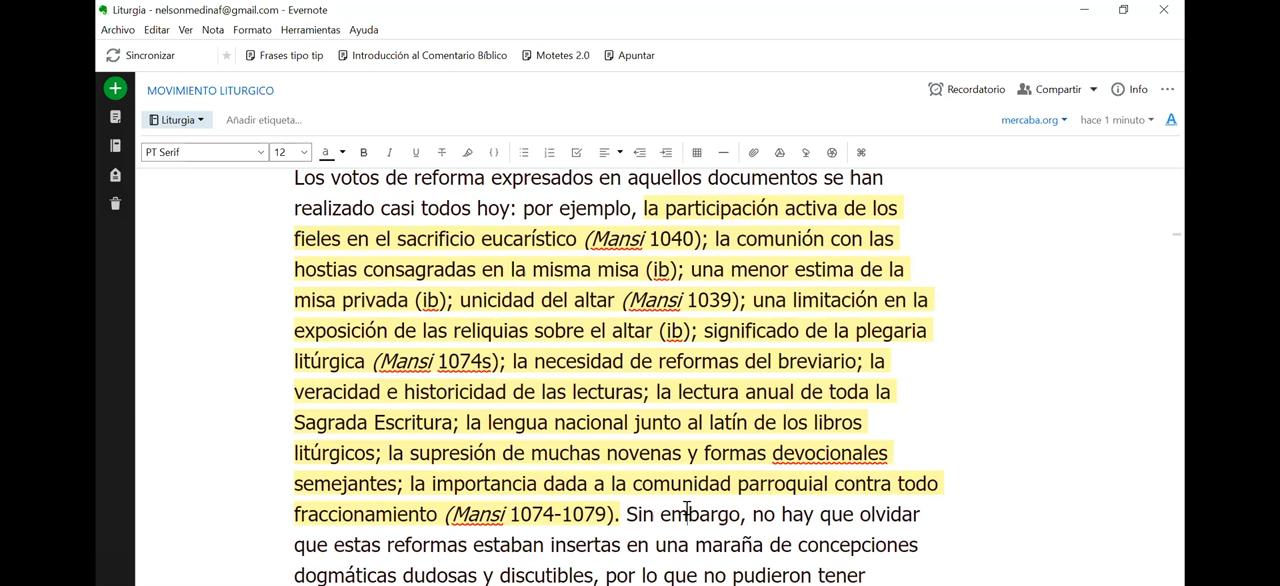 Liturgia - nelsonmedinaf@gmail.com - Evernote
Archivo Editar Ver Nota Formato Herramientas Ayuda
Sincronizar Frases tipo tip Introducción al Comentario Bíblico Motetes 2.0 Apuntar
MOVIMIENTO LITURGICO Recordatorio Compartir Info
Liturgia Añadir etiqueta... mercaba.org hace 1 minuto
PT Serif 12
Los votos de reforma expresados en aquellos documentos se han
realizado casi todos hoy: por ejemplo, la participación activa de los
fieles en el sacrificio eucarístico (Mansi 1040); la comunión con las
hostias consagradas en la misma misa (ib); una menor estima de la
misa privada (ib); unicidad del altar (Mansi 1039); una limitación en la
exposición de las reliquias sobre el altar (ib); significado de la plegaria
litúrgica (Mansi 1074s); la necesidad de reformas del breviario; la
veracidad e historicidad de las lecturas; la lectura anual de toda la
Sagrada Escritura; la lengua nacional junto al latín de los libros
litúrgicos; la supresión de muchas novenas y formas devocionales
semejantes; la importancia dada a la comunidad parroquial contra todo
fraccionamiento (Mansi 1074-1079). Sin embargo, no hay que olvidar
que estas reformas estaban insertas en una maraña de concepciones
dogmáticas dudosas y discutibles, por lo que no pudieron tener